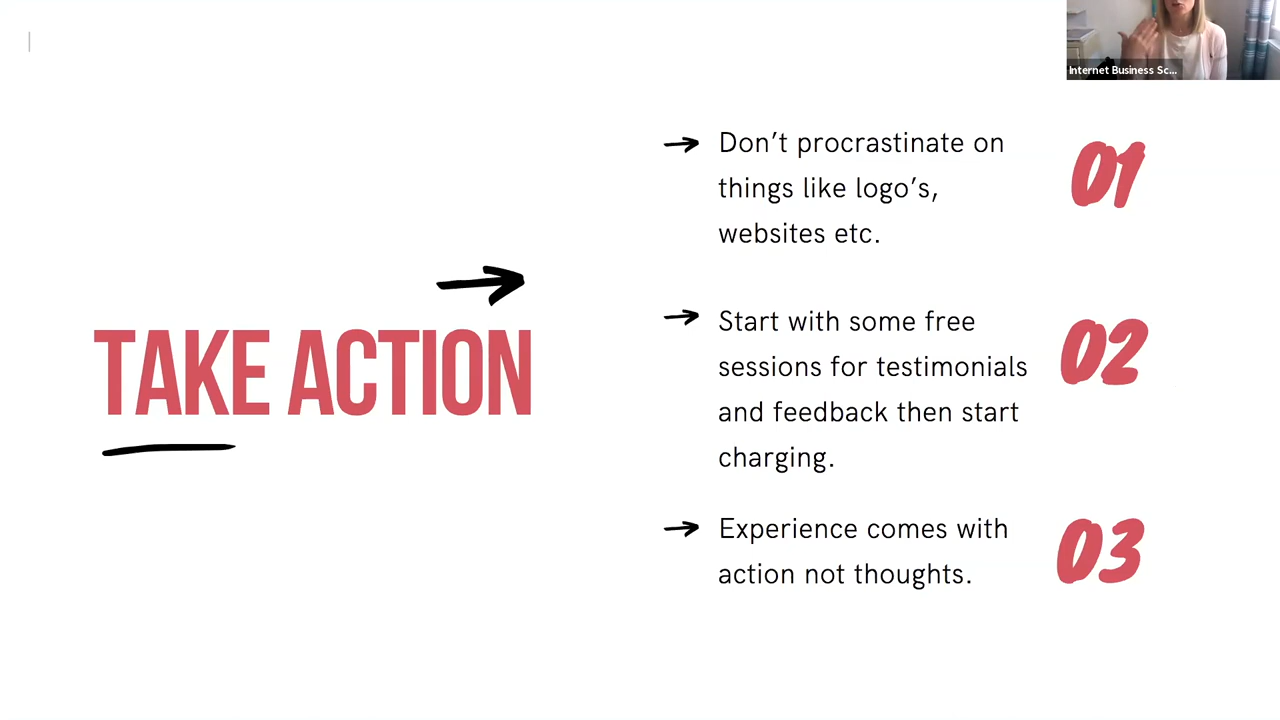 Internet Business Sc...
TAKE ACTION
Don’t procrastinate on
things like logo’s,
websites etc.
01
Start with some free
sessions for testimonials
and feedback then start
charging.
02
Experience comes with
action not thoughts.
03